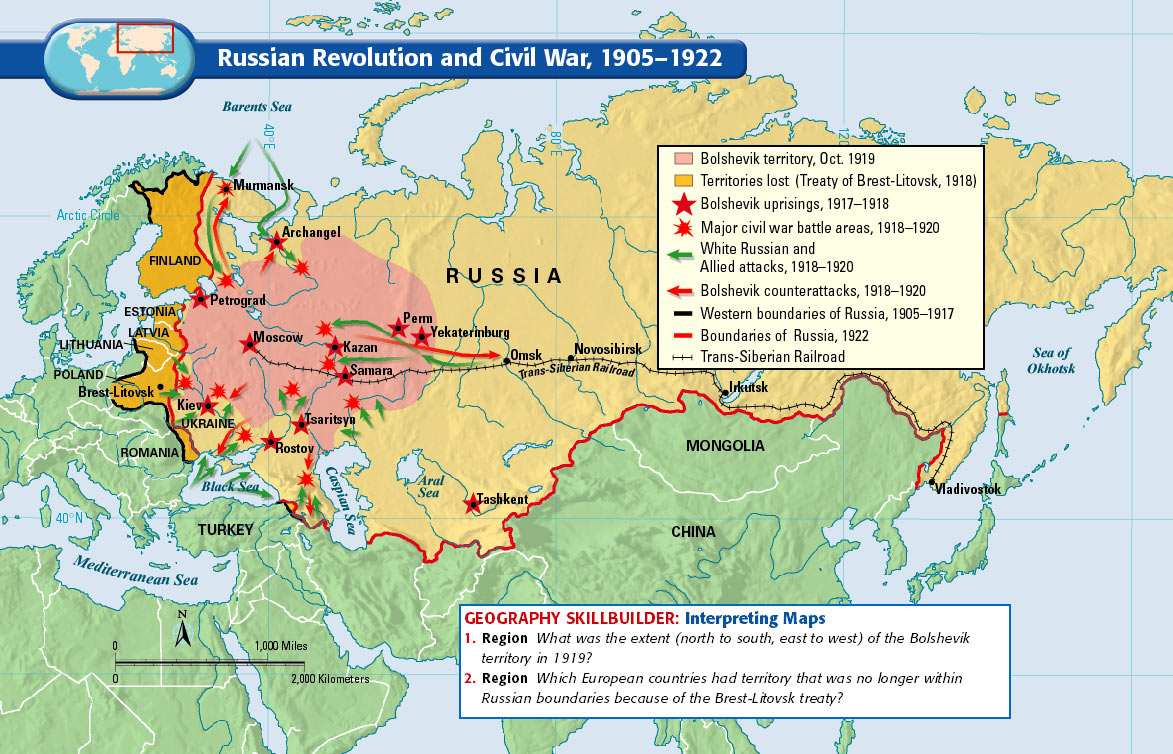 Russian Revolution and Civil War, 1905–1922
Barents Sea
40°E
80°E
Murmansk
Arctic Circle
Archangel
RUSSIA
FINLAND
Petrograd
ESTONIA
LATVIA
LITHUANIA
POLAND
Brest-Litovsk
Moscow
Perm
Yekaterinburg
Kazan
Samara
Omsk
Novosibirsk
Trans-Siberian Railroad
Irkutsk
Kiev
UKRAINE
Tsaritsyn
Rostov
ROMANIA
Black Sea
Caspian Sea
Aral
Sea
Tashkent
MONGOLIA
CHINA
Vladivostok
Sea of
Okhotsk
40°N
TURKEY
Mediterranean Sea
Bolshevik territory, Oct. 1919
Territories lost (Treaty of Brest-Litovsk, 1918)
Bolshevik uprisings, 1917–1918
Major civil war battle areas, 1918–1920
White Russian and
Allied attacks, 1918–1920
Bolshevik counterattacks, 1918–1920
Western boundaries of Russia, 1905–1917
Boundaries of Russia, 1922
Trans-Siberian Railroad
N
0 1,000 Miles
0 2,000 Kilometers
GEOGRAPHY SKILLBUILDER: Interpreting Maps
1. Region What was the extent (north to south, east to west) of the Bolshevik
territory in 1919?
2. Region Which European countries had territory that was no longer within
Russian boundaries because of the Brest-Litovsk treaty?